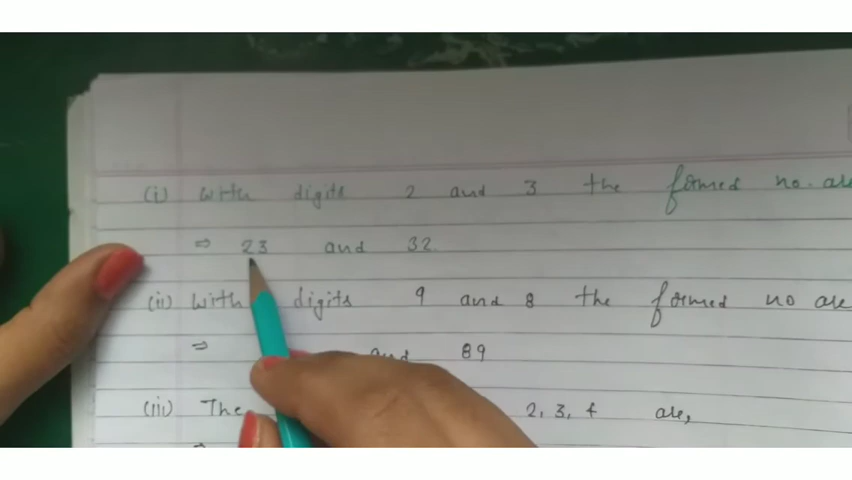 (i) With digits 2 and 3 the formed no. are
⇒ 23 and 32.
(ii) With digits 9 and 8 the formed no are
⇒ and 89
(iii) The 2, 3, 4 are,
⇒